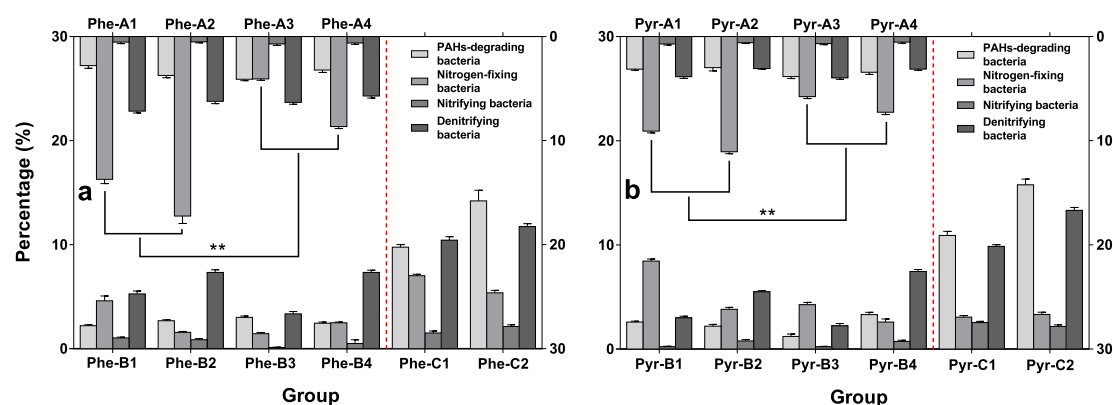 Phe-A1 Phe-A2 Phe-A3 Phe-A4
30 0
PAHs-degrading
bacteria
Nitrogen-fixing
bacteria
Nitrifying bacteria
Denitrifying
bacteria
20 10
a
**
10 20
0 30
Phe-B1 Phe-B2 Phe-B3 Phe-B4 Phe-C1 Phe-C2
Percentage (%)
Group
Pyr-A1 Pyr-A2 Pyr-A3 Pyr-A4
30 0
PAHs-degrading
bacteria
Nitrogen-fixing
bacteria
Nitrifying bacteria
Denitrifying
bacteria
20 10
b
**
10 20
0 30
Pyr-B1 Pyr-B2 Pyr-B3 Pyr-B4 Pyr-C1 Pyr-C2
Group